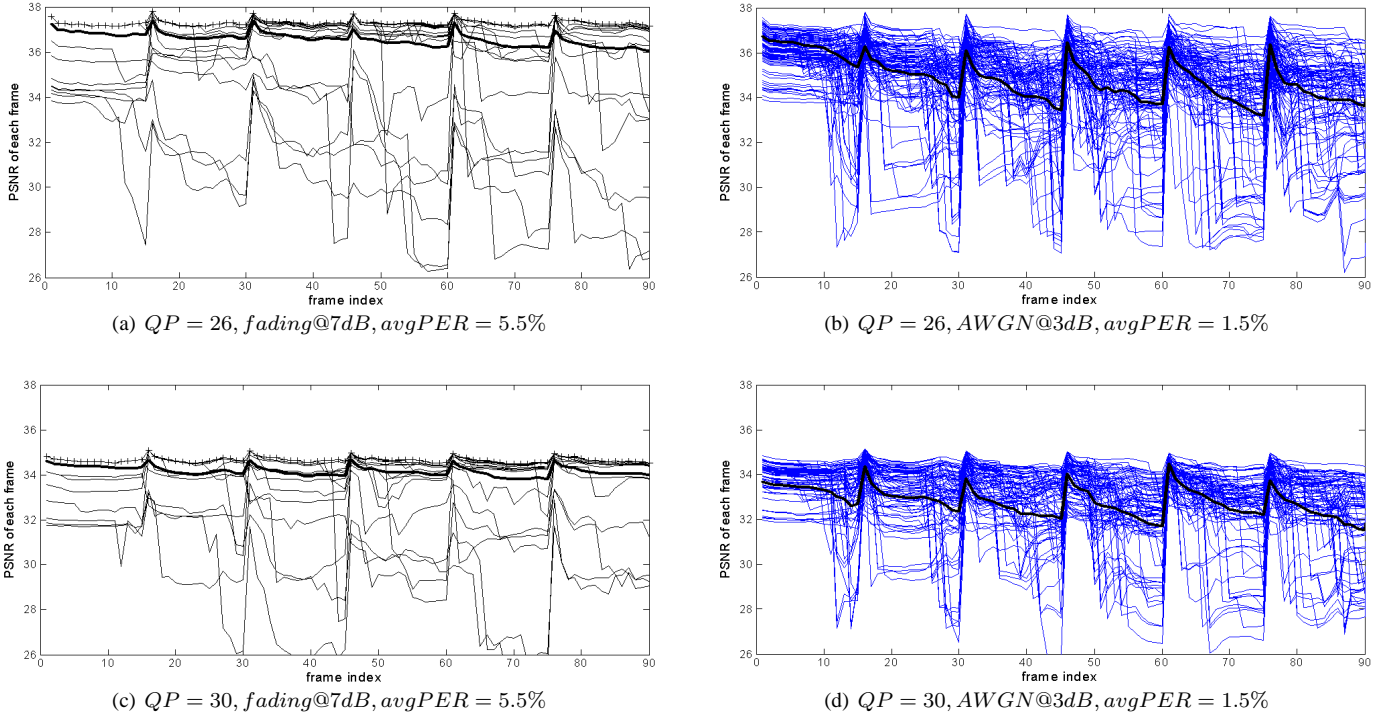 38
36
34
32
30
28
26
PSNR of each frame
0 10 20 30 40 50 60 70 80 90
frame index
(a) QP = 26, fading@7dB, avgPER = 5.5%
38
36
34
32
30
28
26
PSNR of each frame
0 10 20 30 40 50 60 70 80 90
frame index
(b) QP = 26, AWGN@3dB, avgPER = 1.5%
38
36
34
32
30
28
26
PSNR of each frame
0 10 20 30 40 50 60 70 80 90
frame index
(c) QP = 30, fading@7dB, avgPER = 5.5%
38
36
34
32
30
28
26
PSNR of each frame
0 10 20 30 40 50 60 70 80 90
frame index
(d) QP = 30, AWGN@3dB, avgPER = 1.5%